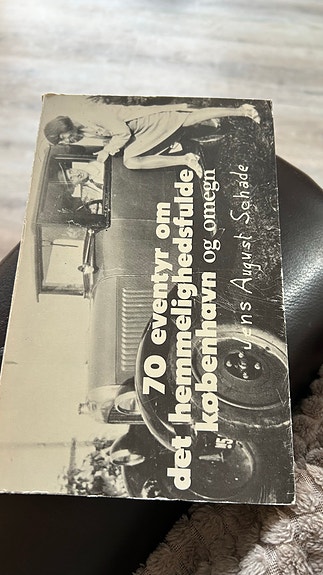 70 eventyr om
det hemmelighedsfulde
københavn og omegn
Jens August Schade